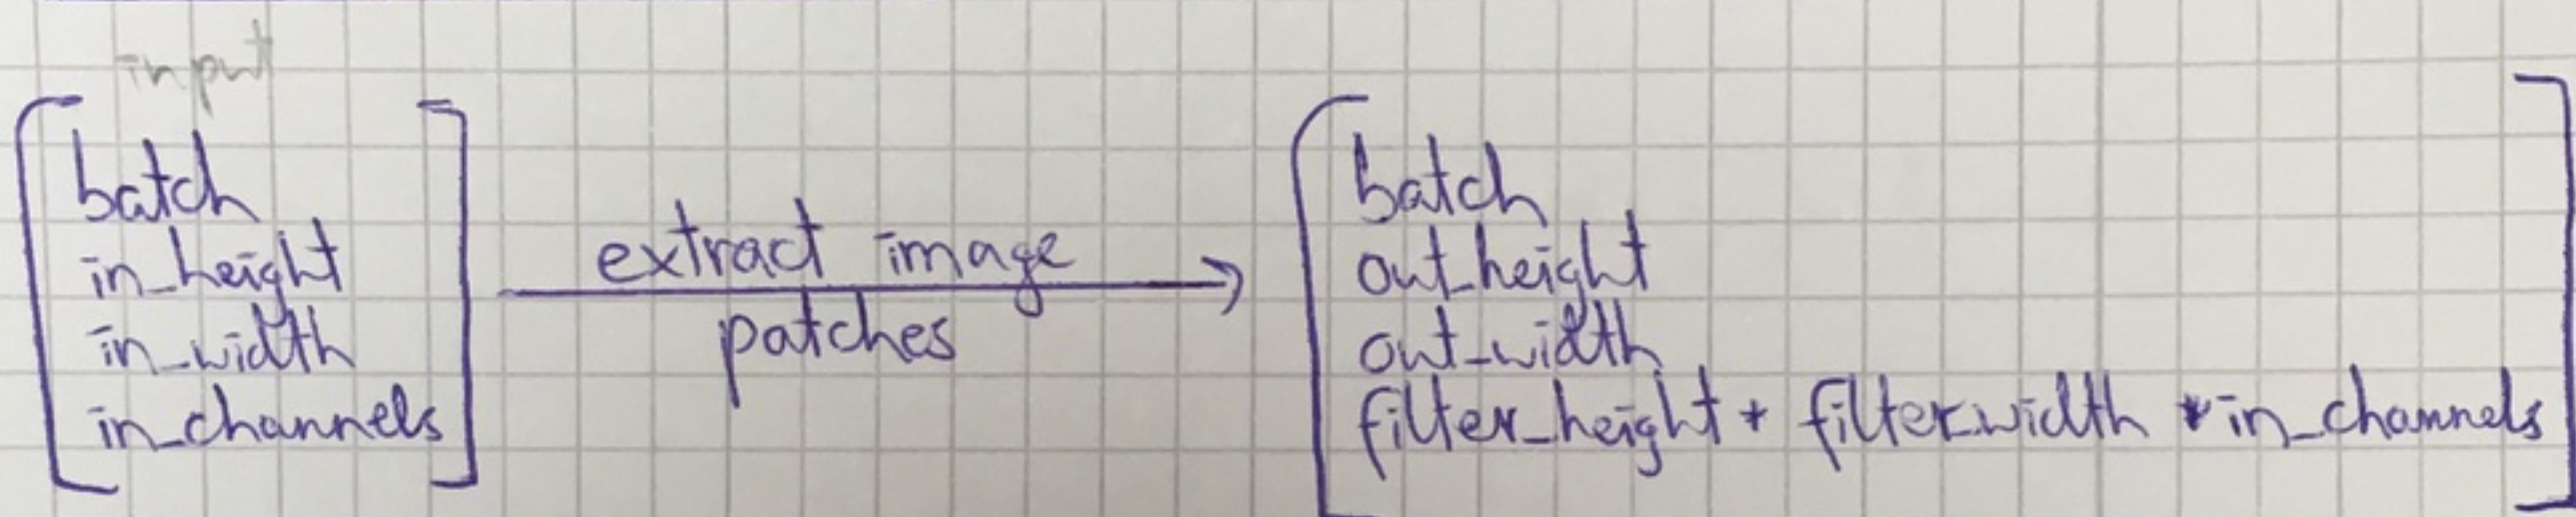 input
batch
in_height
in_width
in_channels
extract image
patches
batch
out_height
out_width
filter_height * filter_width * in_channels